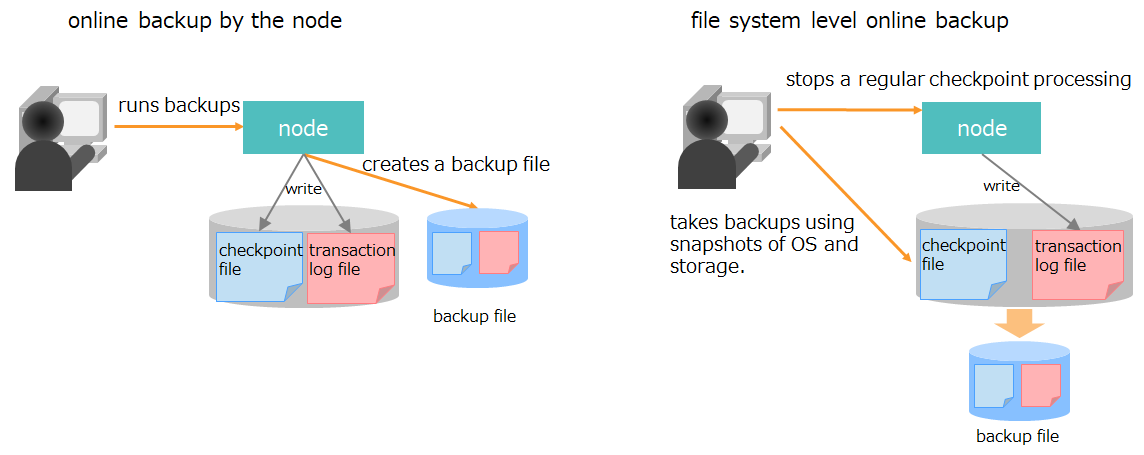 online backup by the node
runs backups
node
creates a backup file
write
checkpoint
file
transaction
log file
backup file
file system level online backup
stops a regular checkpoint processing
node
write
takes backups using
snapshots of OS and
storage.
checkpoint
file
transaction
log file
backup file